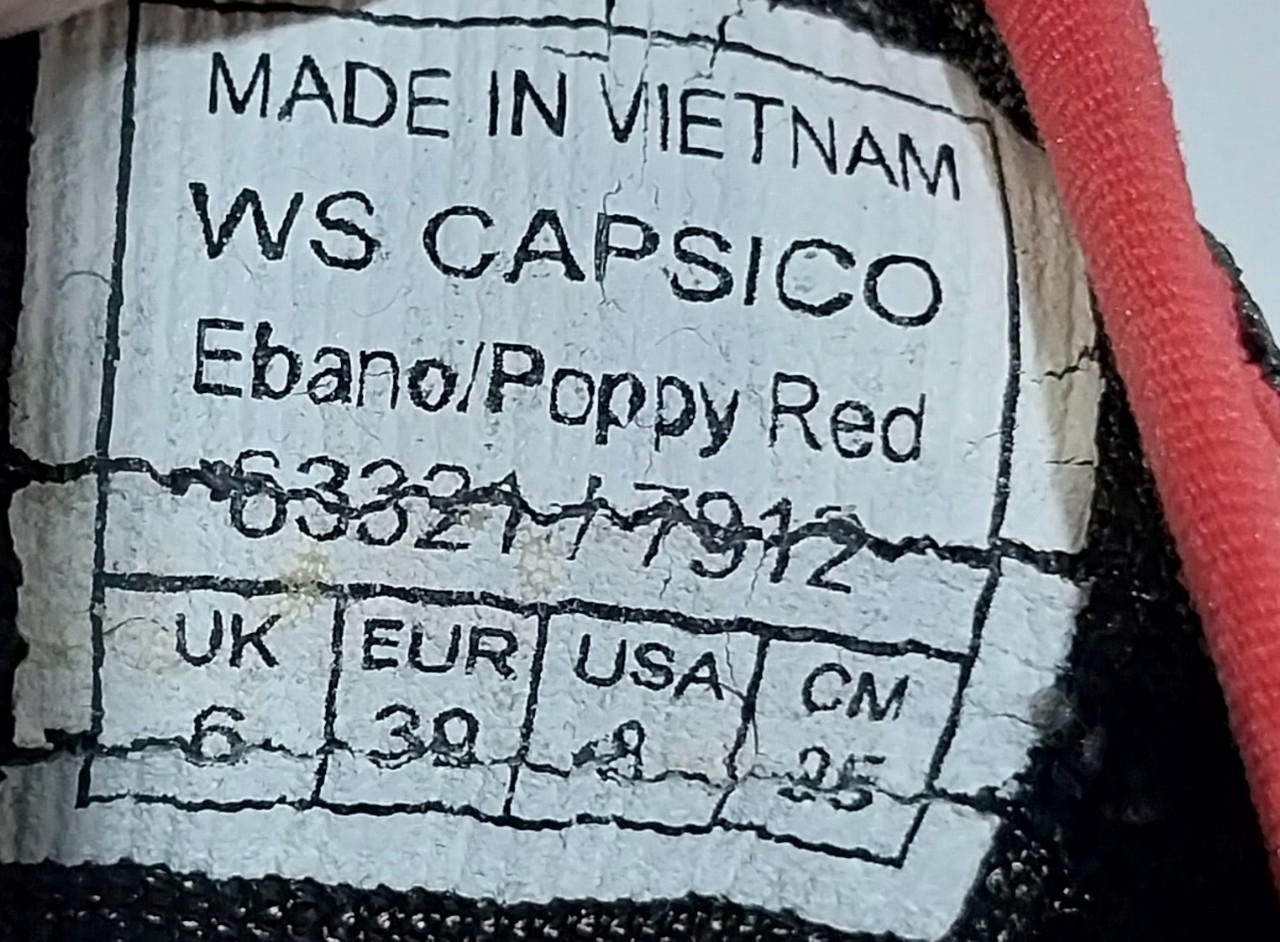 MADE IN VIETNAM
WS CAPSICO
Ebano/Poppy Red
63321 / 7912
UK EUR USA CM
6 39 8 25